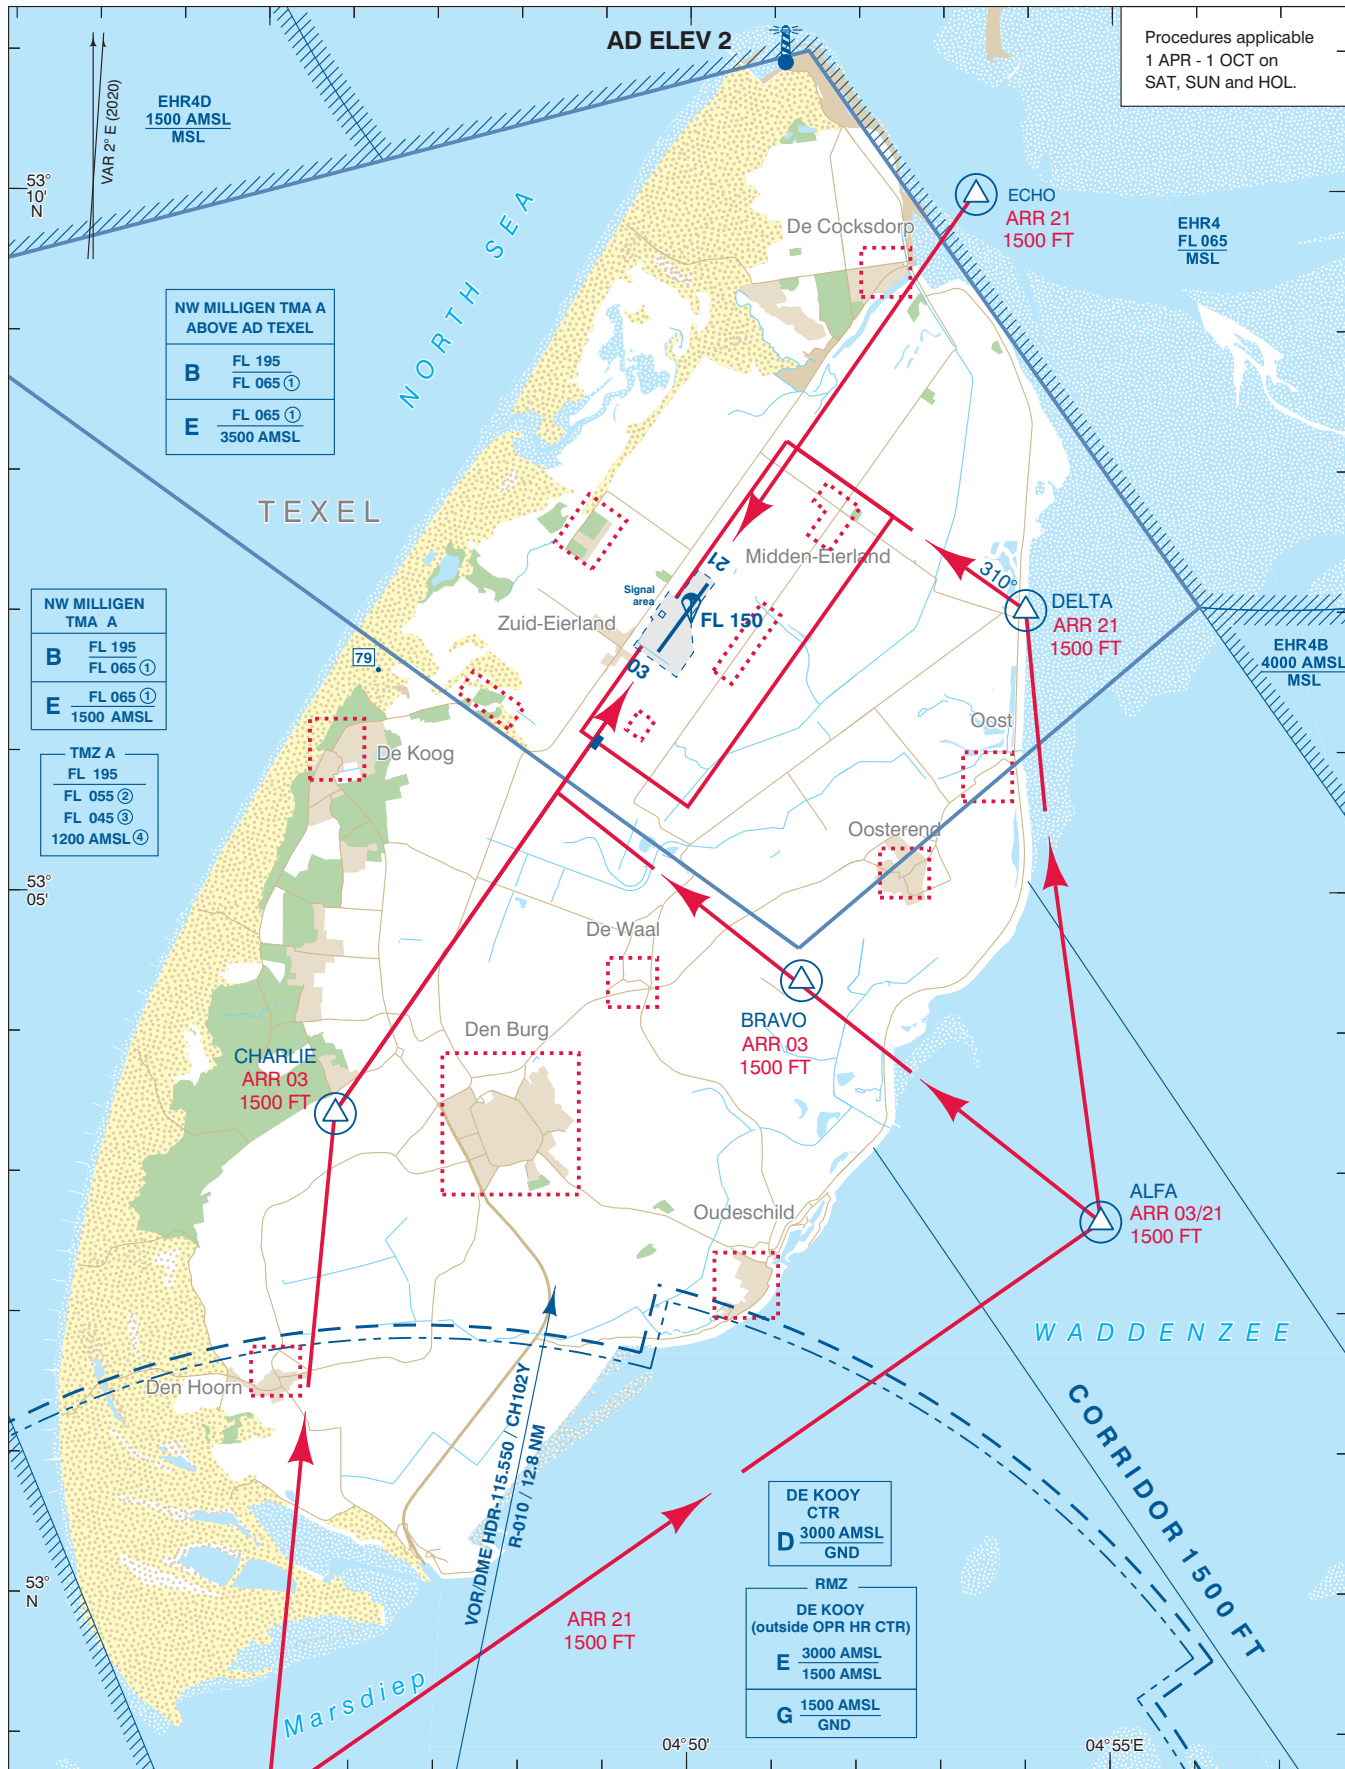 AD ELEV 2
Procedures applicable
1 APR - 1 OCT on
SAT, SUN and HOL.
VAR 2° E (2020)
EHR4D
1500 AMSL
MSL
53°
10'
N
NORTH SEA
De Cocksdorp
ECHO
ARR 21
1500 FT
EHR4
FL 065
MSL
NW MILLIGEN TMA A
ABOVE AD TEXEL
B FL 195
FL 065 ①
E FL 065 ①
3500 AMSL
TEXEL
21
Midden-Eierland
310°
Signal
area
FL 150
Zuid-Eierland
03
DELTA
ARR 21
1500 FT
EHR4B
4000 AMSL
MSL
NW MILLIGEN
TMA A
B FL 195
FL 065 ①
E FL 065 ①
1500 AMSL
79
Oost
De Koog
TMZ A
FL 195
FL 055 ②
FL 045 ③
1200 AMSL ④
Oosterend
53°
05'
De Waal
BRAVO
ARR 03
1500 FT
Den Burg
CHARLIE
ARR 03
1500 FT
ALFA
ARR 03/21
1500 FT
Oudeschild
WADDENZEE
Den Hoorn
CORRIDOR 1500 FT
VOR/DME HDR-115.550 / CH102Y
R-010 / 12.8 NM
DE KOOY
CTR
D 3000 AMSL
GND
RMZ
DE KOOY
(outside OPR HR CTR)
E 3000 AMSL
1500 AMSL
G 1500 AMSL
GND
53°
N
ARR 21
1500 FT
Marsdiep
04°50'
04°55'E